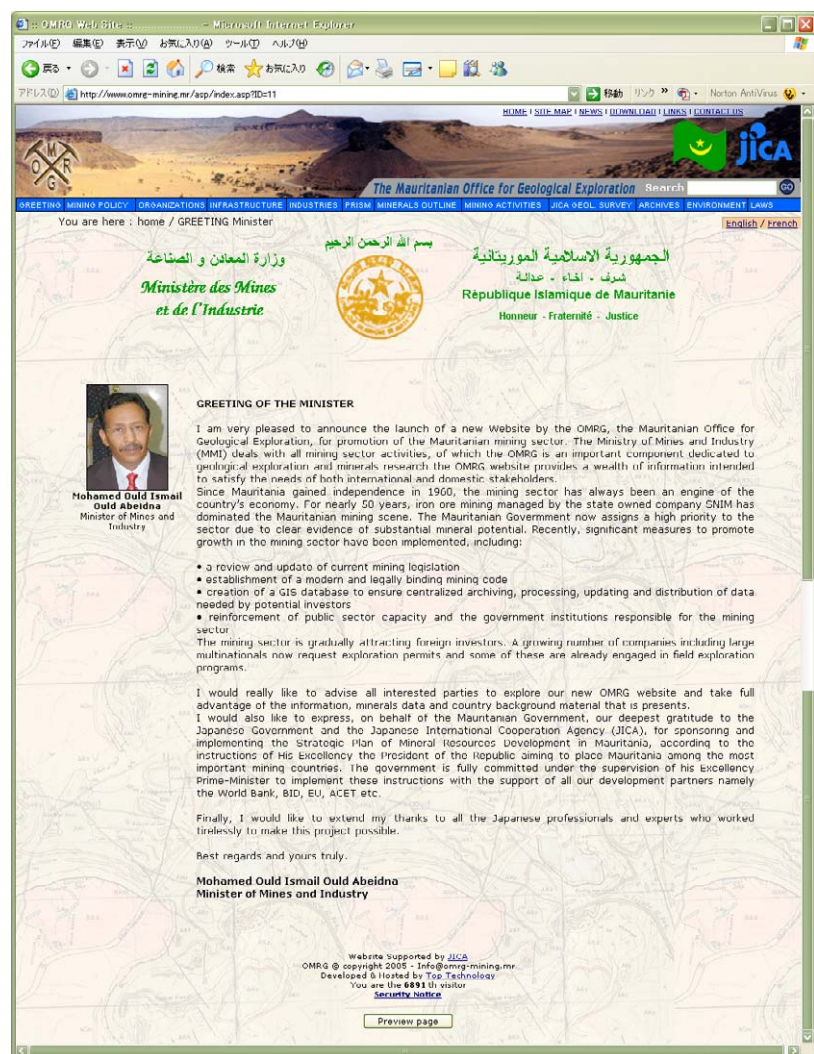 :: OMRG Web Site :: .................... - Microsoft Internet Explorer
ファイル(F) 編集(E) 表示(V) お気に入り(A) ツール(T) ヘルプ(H)
戻る 検索 お気に入り
アドレス(D) http://www.omrg-mining.mr/asp/index.asp?ID=11 移動 リンク » Norton AntiVirus
HOME | SITE MAP | NEWS | DOWNLOAD | LINKS | CONTACT US
O M R G
JICA
The Mauritanian Office for Geological Exploration Search GO
GREETING MINING POLICY ORGANIZATIONS INFRASTRUCTURE INDUSTRIES PRISM MINERALS OUTLINE MINING ACTIVITIES JICA GEOL. SURVEY ARCHIVES ENVIRONMENT LAWS
You are here : home / GREETING Minister
English / French
بسم الله الرحمن الرحيم
وزارة المعادن و الصناعة
Ministère des Mines
et de l'Industrie
الجمهورية الاسلامية الموريتانية
شرف - اخاء - عدالة
République Islamique de Mauritanie
Honneur - Fraternité - Justice
Mohamed Ould Ismail
Ould Abeidna
Minister of Mines and
Industry
GREETING OF THE MINISTER
I am very pleased to announce the launch of a new Website by the OMRG, the Mauritanian Office for
Geological Exploration, for promotion of the Mauritanian mining sector. The Ministry of Mines and Industry
(MMI) deals with all mining sector activities, of which the OMRG is an important component dedicated to
geological exploration and minerals research the OMRG website provides a wealth of information intended
to satisfy the needs of both international and domestic stakeholders.
Since Mauritania gained independence in 1960, the mining sector has always been an engine of the
country's economy. For nearly 50 years, iron ore mining managed by the state owned company SNIM has
dominated the Mauritanian mining scene. The Mauritanian Government now assigns a high priority to the
sector due to clear evidence of substantial mineral potential. Recently, significant measures to promote
growth in the mining sector have been implemented, including:
• a review and update of current mining legislation
• establishment of a modern and legally binding mining code
• creation of a GIS database to ensure centralized archiving, processing, updating and distribution of data
needed by potential investors
• reinforcement of public sector capacity and the government institutions responsible for the mining
sector
The mining sector is gradually attracting foreign investors. A growing number of companies including large
multinationals now request exploration permits and some of these are already engaged in field exploration
programs.
I would really like to advise all interested parties to explore our new OMRG website and take full
advantage of the information, minerals data and country background material that is presents.
I would also like to express, on behalf of the Mauritanian Government, our deepest gratitude to the
Japanese Government and the Japanese International Cooperation Agency (JICA), for sponsoring and
implementing the Strategic Plan of Mineral Resources Development in Mauritania, according to the
instructions of His Excellency the President of the Republic aiming to place Mauritania among the most
important mining countries. The government is fully committed under the supervision of his Excellency
Prime-Minister to implement these instructions with the support of all our development partners namely
the World Bank, BID, EU, ACET etc.
Finally, I would like to extend my thanks to all the Japanese professionals and experts who worked
tirelessly to make this project possible.
Best regards and yours truly.
Mohamed Ould Ismail Ould Abeidna
Minister of Mines and Industry
Website Supported by JICA
OMRG @ copyright 2005 - Info@omrg-mining.mr
Developed & Hosted by Top Technology
You are the 6891 th visitor
Security Notice
Preview page